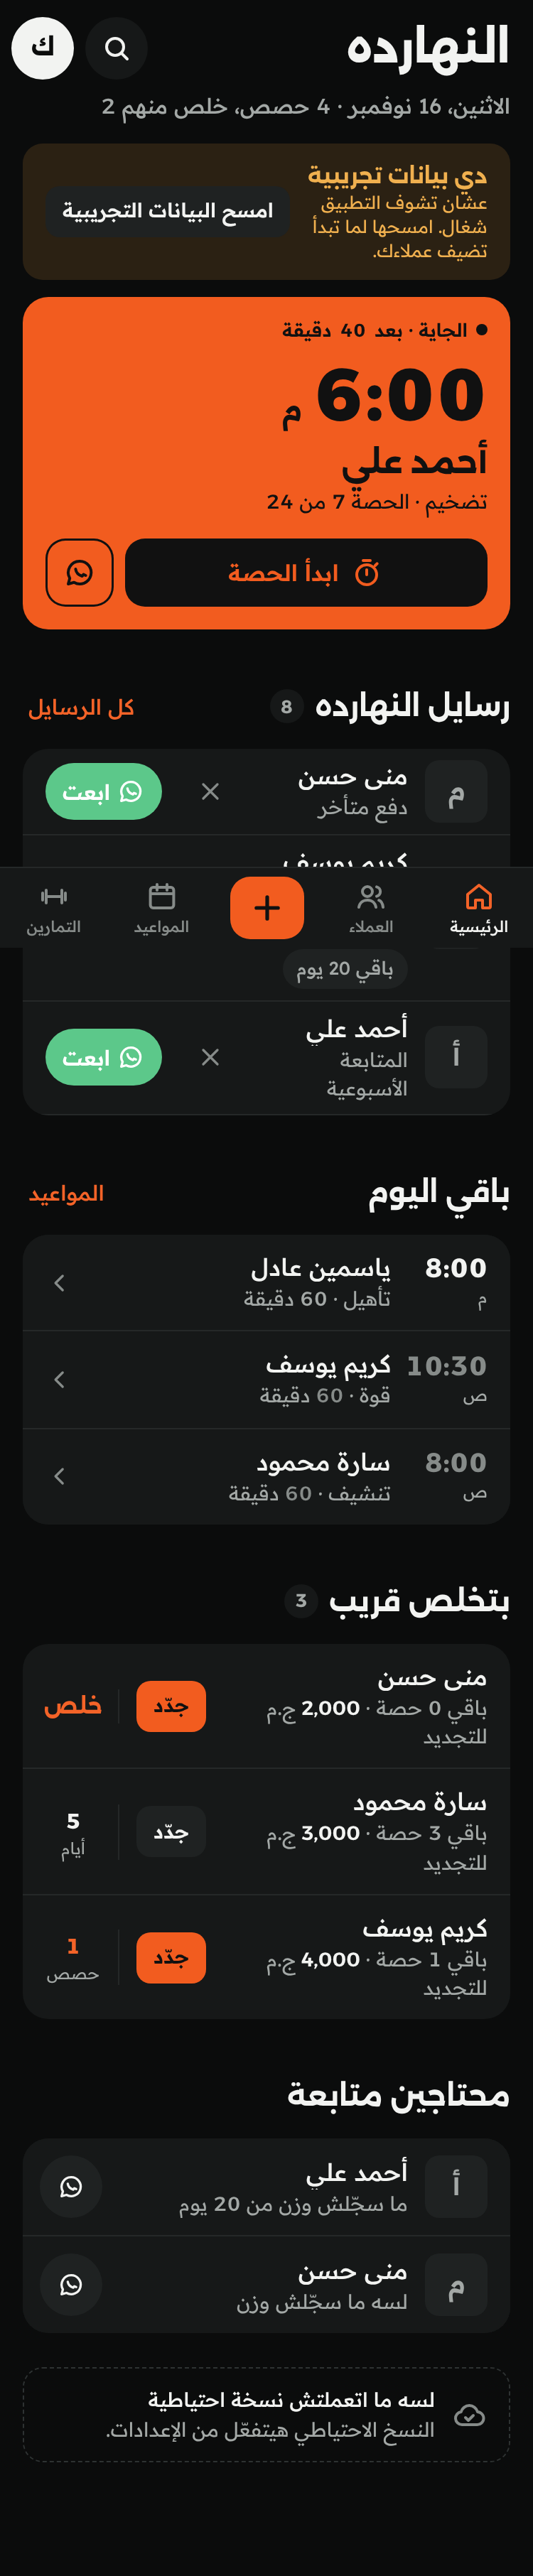 النهارده
ك
الاثنين، 16 نوفمبر · 4 حصص، خلص منهم 2
دي بيانات تجريبية
عشان تشوف التطبيق
شغال. امسحها لما تبدأ
تضيف عملاءك.
امسح البيانات التجريبية
الجاية · بعد 40 دقيقة
6:00 م
أحمد علي
تضخيم · الحصة 7 من 24
ابدأ الحصة
رسايل النهارده 8
كل الرسايل
م
منى حسن
دفع متأخر
ابعت
كريم يوسف
الرئيسية
العملاء
المواعيد
التمارين
باقي 20 يوم
أ
أحمد علي
المتابعة
الأسبوعية
ابعت
باقي اليوم
المواعيد
8:00 م
ياسمين عادل
تأهيل · 60 دقيقة
10:30 ص
كريم يوسف
قوة · 60 دقيقة
8:00 ص
سارة محمود
تنشيف · 60 دقيقة
بتخلص قريب 3
منى حسن
باقي 0 حصة · 2,000 ج.م
للتجديد
جدّد
خلص
سارة محمود
باقي 3 حصة · 3,000 ج.م
للتجديد
جدّد
5
أيام
كريم يوسف
باقي 1 حصة · 4,000 ج.م
للتجديد
جدّد
1
حصص
محتاجين متابعة
أ
أحمد علي
ما سجّلش وزن من 20 يوم
م
منى حسن
لسه ما سجّلش وزن
لسه ما اتعملتش نسخة احتياطية
النسخ الاحتياطي هيتفعّل من الإعدادات.